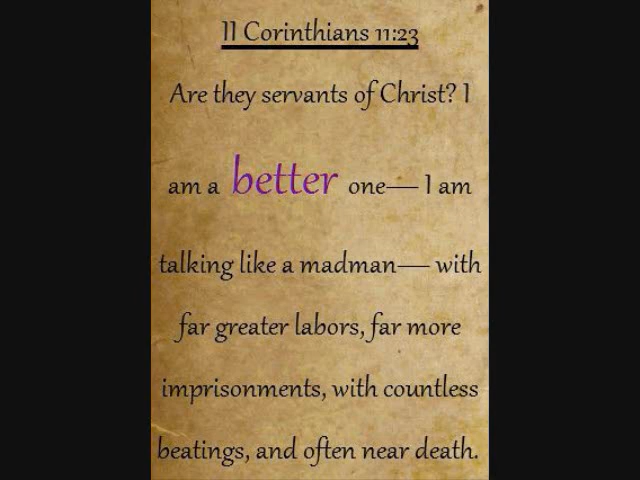 II Corinthians 11:23
Are they servants of Christ? I
am a better one— I am
talking like a madman— with
far greater labors, far more
imprisonments, with countless
beatings, and often near death.